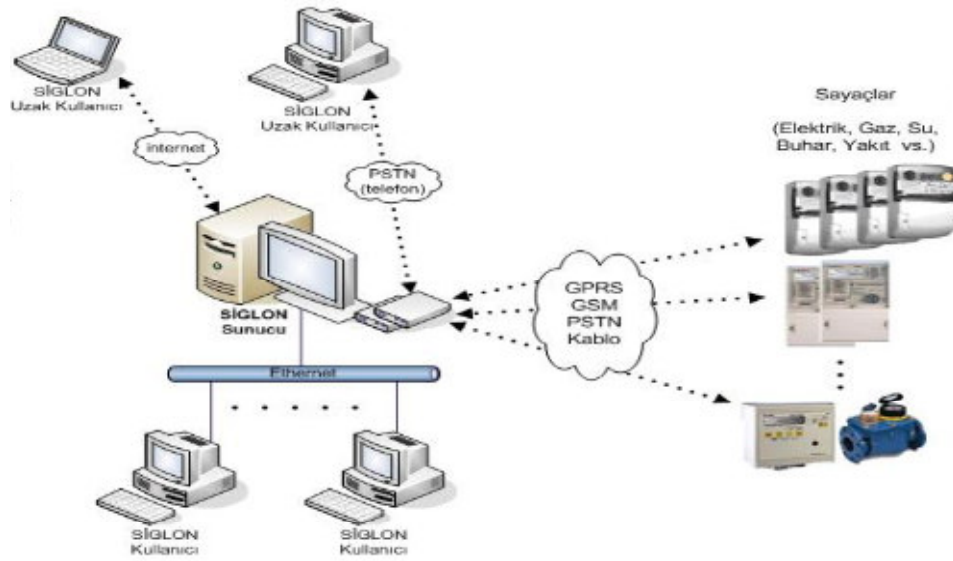 SİGLON
Uzak Kullanıcı
SİGLON
Uzak Kullanıcı
internet
PSTN
(telefon)
Sayaçlar
(Elektrik, Gaz, Su,
Buhar, Yakıt vs.)
GPRS
GSM
PSTN
Kablo
SİGLON
Sunucu
Ethernet
SİGLON
Kullanıcı
SİGLON
Kullanıcı